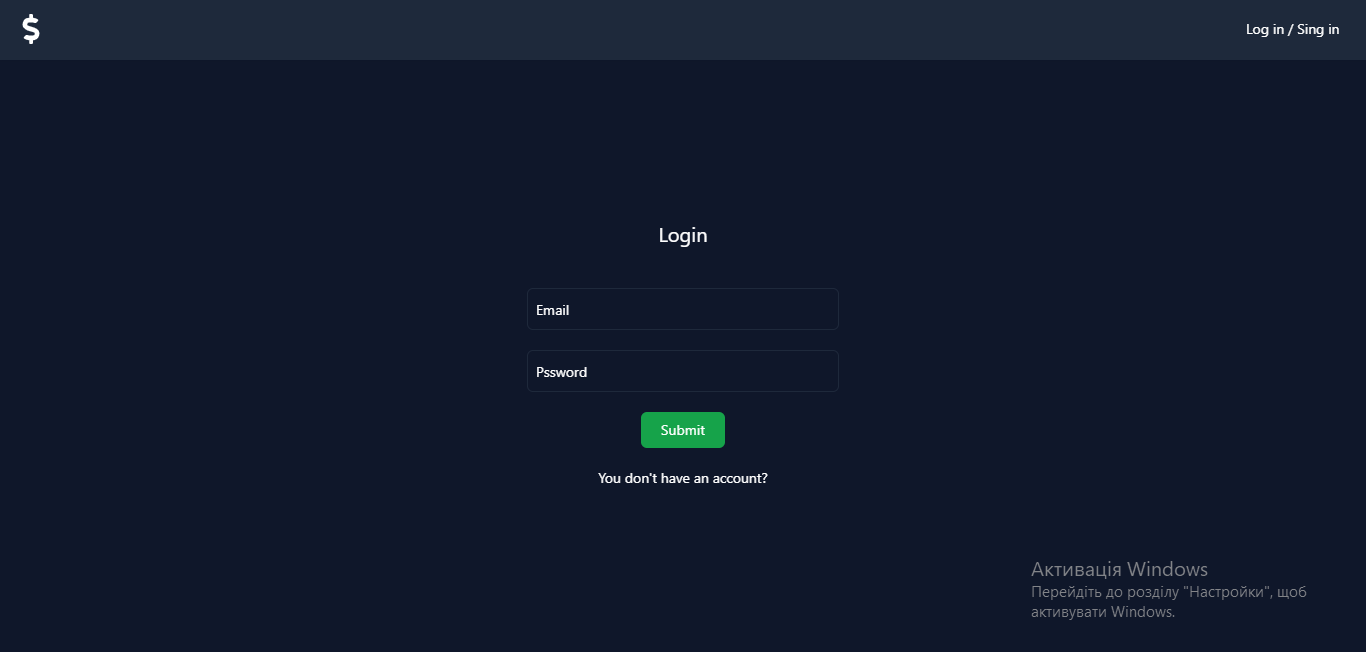 $
Log in / Sing in
Login
Email
Pssword
Submit
You don't have an account?
Активація Windows
Перейдіть до розділу "Настройки", щоб
активувати Windows.